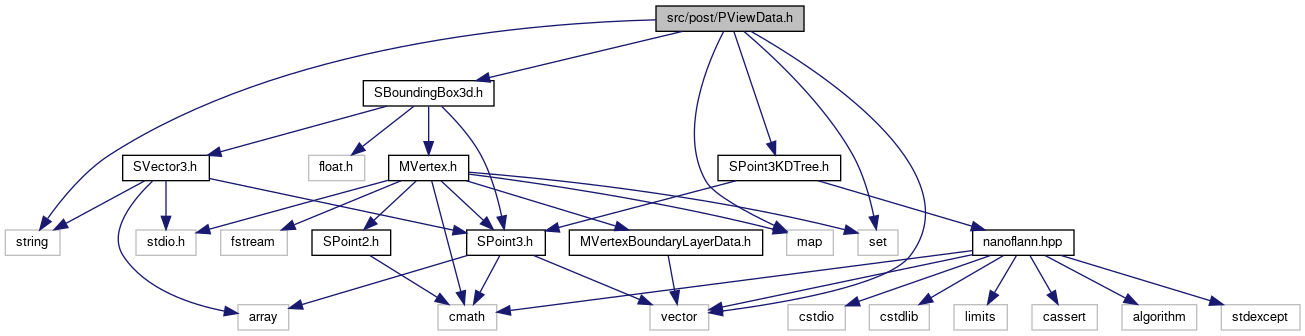 src/post/PViewData.h
SBoundingBox3d.h
SVector3.h
float.h
MVertex.h
SPoint3KDTree.h
string
stdio.h
fstream
SPoint2.h
SPoint3.h
MVertexBoundaryLayerData.h
map
set
nanoflann.hpp
array
cmath
vector
cstdio
cstdlib
limits
cassert
algorithm
stdexcept